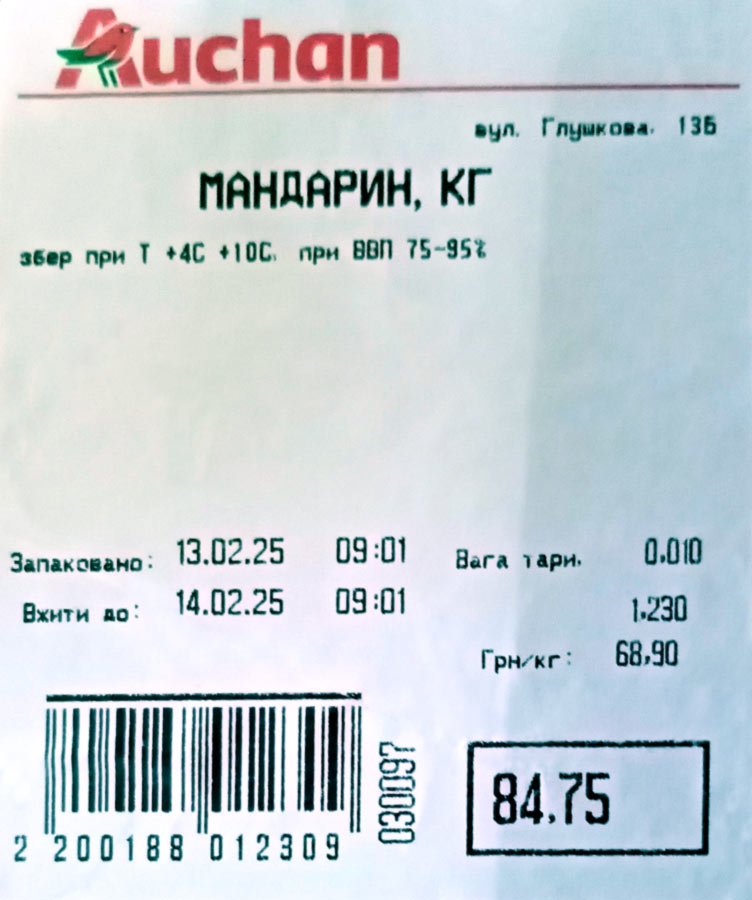 Auchan
вул. Глушкова. 13Б
МАНДАРИН, КГ
збер при Т +4С +10С. при ВВП 75-95%
Запаковано: 13.02.25 09:01 Вага тари. 0.010
Вжити до: 14.02.25 09:01 1.230
Грн/кг: 68,90
030097
84.75
2 200188 012309